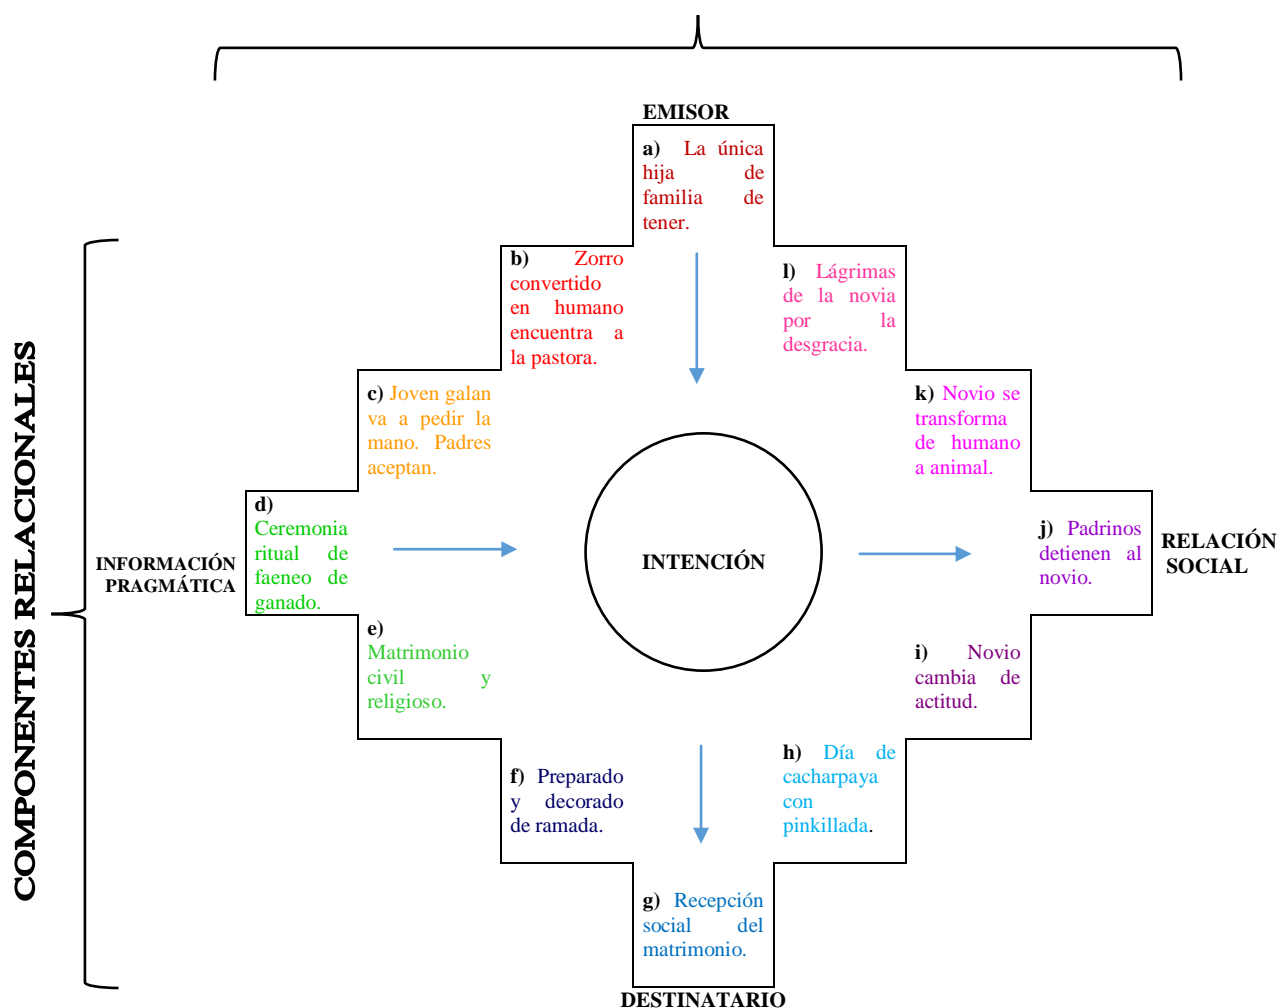 EMISOR
a) La única
hija de
familia de
tener.
b) Zorro
convertido
en humano
encuentra a
la pastora.
l) Lágrimas
de la novia
por la
desgracia.
c) Joven galan
va a pedir la
mano. Padres
aceptan.
k) Novio se
transforma
de humano
a animal.
COMPONENTES RELACIONALES
INFORMACIÓN
PRAGMÁTICA
d)
Ceremonia
ritual de
faeneo de
ganado.
INTENCIÓN
j) Padrinos
detienen al
novio.
RELACIÓN
SOCIAL
e)
Matrimonio
civil y
religioso.
i) Novio
cambia de
actitud.
f) Preparado
y decorado
de ramada.
h) Día de
cacharpaya
con
pinkillada.
g) Recepción
social del
matrimonio.
DESTINATARIO